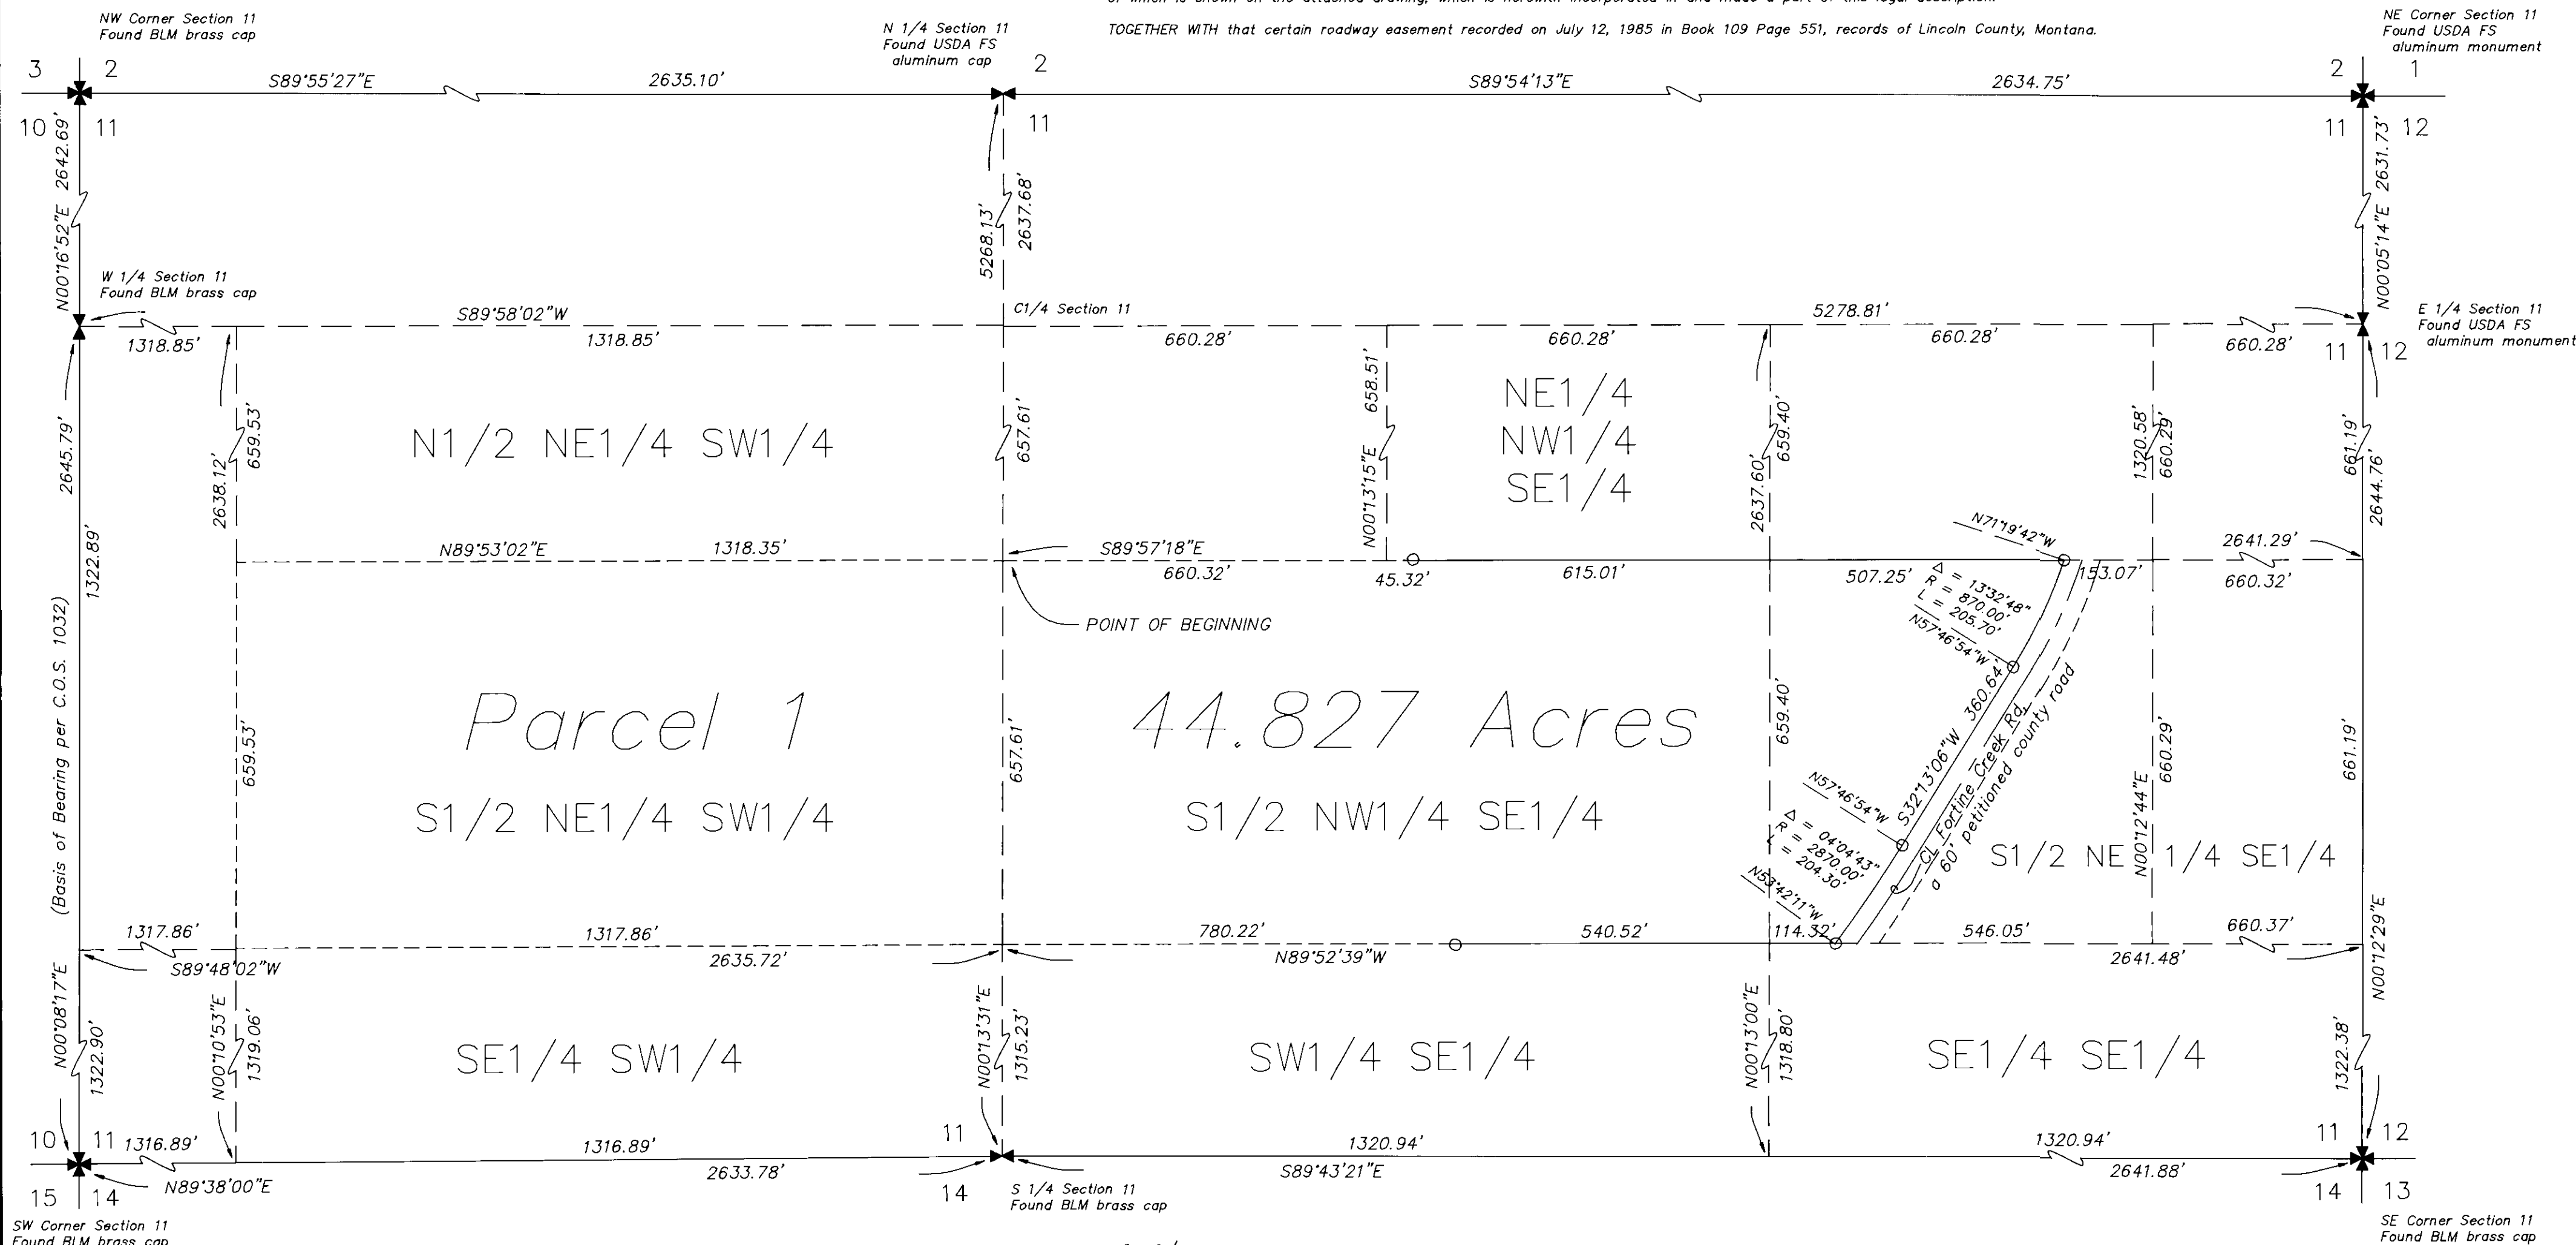 NW Corner Section 11
Found BLM brass cap
N 1/4 Section 11
Found USDA FS
aluminum cap
TOGETHER WITH that certain roadway easement recorded on July 12, 1985 in Book 109 Page 551, records of Lincoln County, Montana.
NE Corner Section 11
Found USDA FS
aluminum monument
3 2
S89°55'27"E 2635.10'
2
S89°54'13"E 2634.75'
2 1
10 11
11
11 12
N00°16'52"E 2642.69'
5268.13'
2637.68'
N00°05'14"E 2631.73'
W 1/4 Section 11
Found BLM brass cap
S89°58'02"W
C1/4 Section 11
5278.81'
E 1/4 Section 11
Found USDA FS
aluminum monument
1318.85'
1318.85'
660.28'
660.28'
660.28'
660.28'
11 12
2645.79'
1322.89'
2638.12'
659.53'
N1/2 NE1/4 SW1/4
657.61'
N00°13'15"E 658.51'
NE1/4
NW1/4
SE1/4
2637.60'
659.40'
1320.58'
660.29'
661.19'
2644.76'
N89°53'02"E 1318.35'
S89°57'18"E
660.32'
45.32'
615.01'
507.25'
N71°19'42"W
153.07'
2641.29'
660.32'
POINT OF BEGINNING
Δ = 13°32'48"
R = 870.00'
L = 205.70'
N57°46'54"W
(Basis of Bearing per C.O.S. 1032)
659.53'
Parcel 1
S1/2 NE1/4 SW1/4
657.61'
44.827 Acres
S1/2 NW1/4 SE1/4
659.40'
S32°13'06"W 360.64'
CL Fortine Creek Rd,
a 60' petitioned county road
N57°46'54"W
Δ = 04°04'43"
R = 2870.00'
L = 204.30'
N53°42'11"W
N00°12'44"E
660.29'
661.19'
S1/2 NE 1/4 SE1/4
1317.86'
S89°48'02"W
1317.86'
2635.72'
780.22'
N89°52'39"W
540.52'
114.32'
546.05'
660.37'
2641.48'
N00°12'29"E
N00°08'17"E
1322.90'
N00°10'53"E
1319.06'
SE1/4 SW1/4
N00°13'31"E
1315.23'
SW1/4 SE1/4
N00°13'00"E
1318.80'
SE1/4 SE1/4
1322.38'
10 11
1316.89'
1316.89'
11
1320.94'
1320.94'
11 12
15 14
N89°38'00"E
2633.78'
14
S89°43'21"E
2641.88'
14 13
S 1/4 Section 11
Found BLM brass cap
SW Corner Section 11
Found BLM brass cap
SE Corner Section 11
Found BLM brass cap